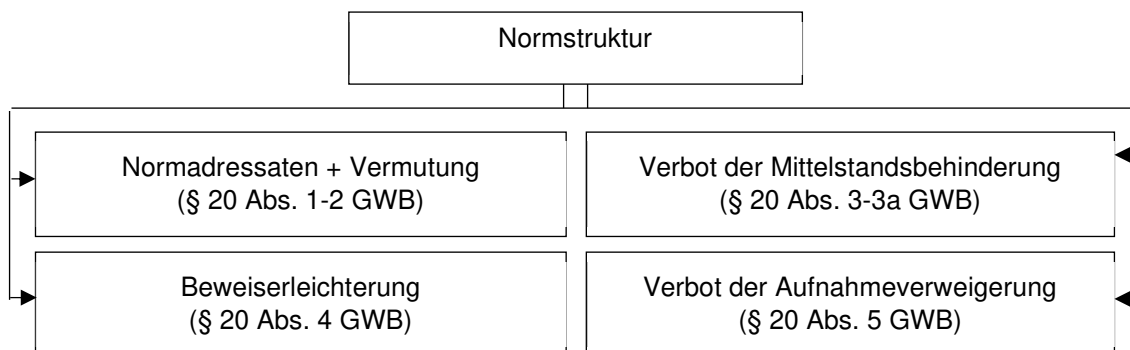 Normstruktur
Normadressaten + Vermutung
(§ 20 Abs. 1-2 GWB)
Verbot der Mittelstandsbehinderung
(§ 20 Abs. 3-3a GWB)
Beweiserleichterung
(§ 20 Abs. 4 GWB)
Verbot der Aufnahmeverweigerung
(§ 20 Abs. 5 GWB)